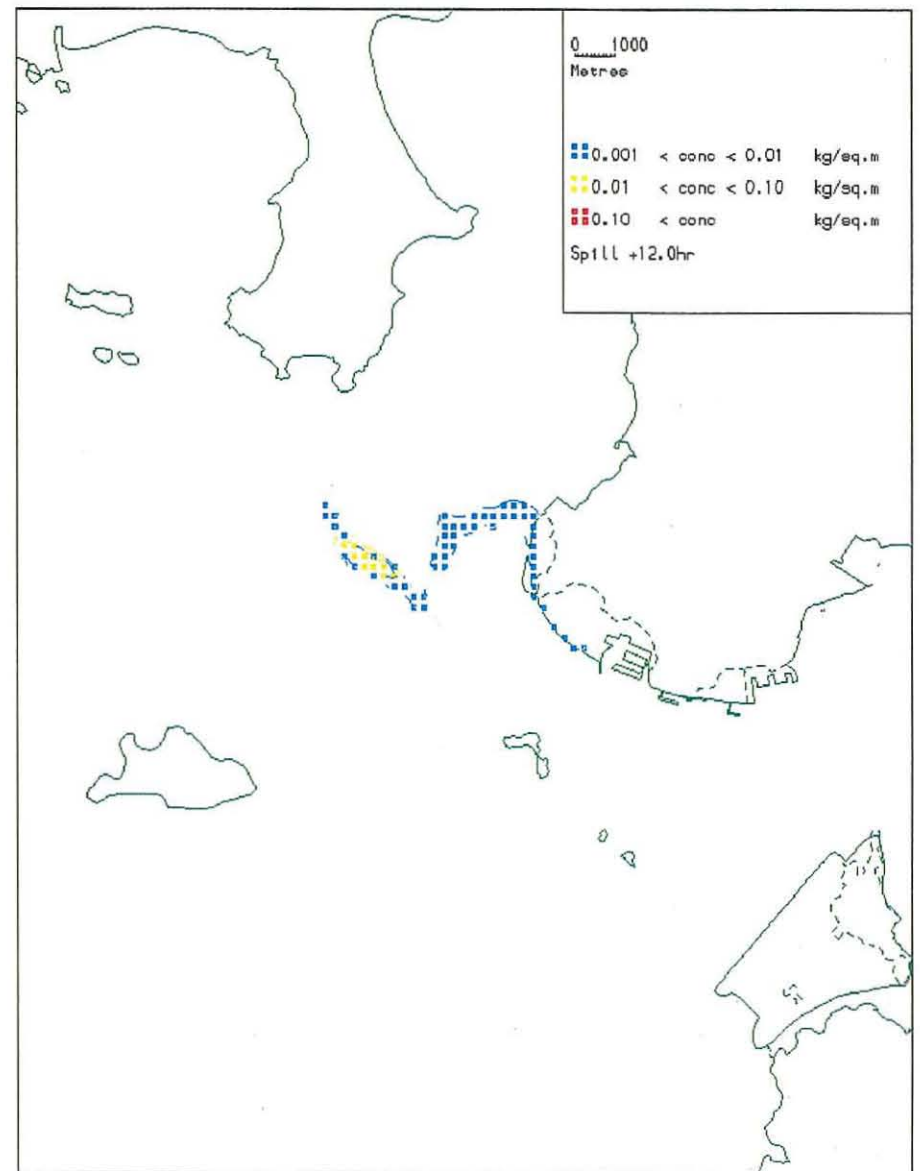 0 1000
Metres
0.001 < conc < 0.01 kg/sq.m
0.01 < conc < 0.10 kg/sq.m
0.10 < conc kg/sq.m
Spill +12.0hr